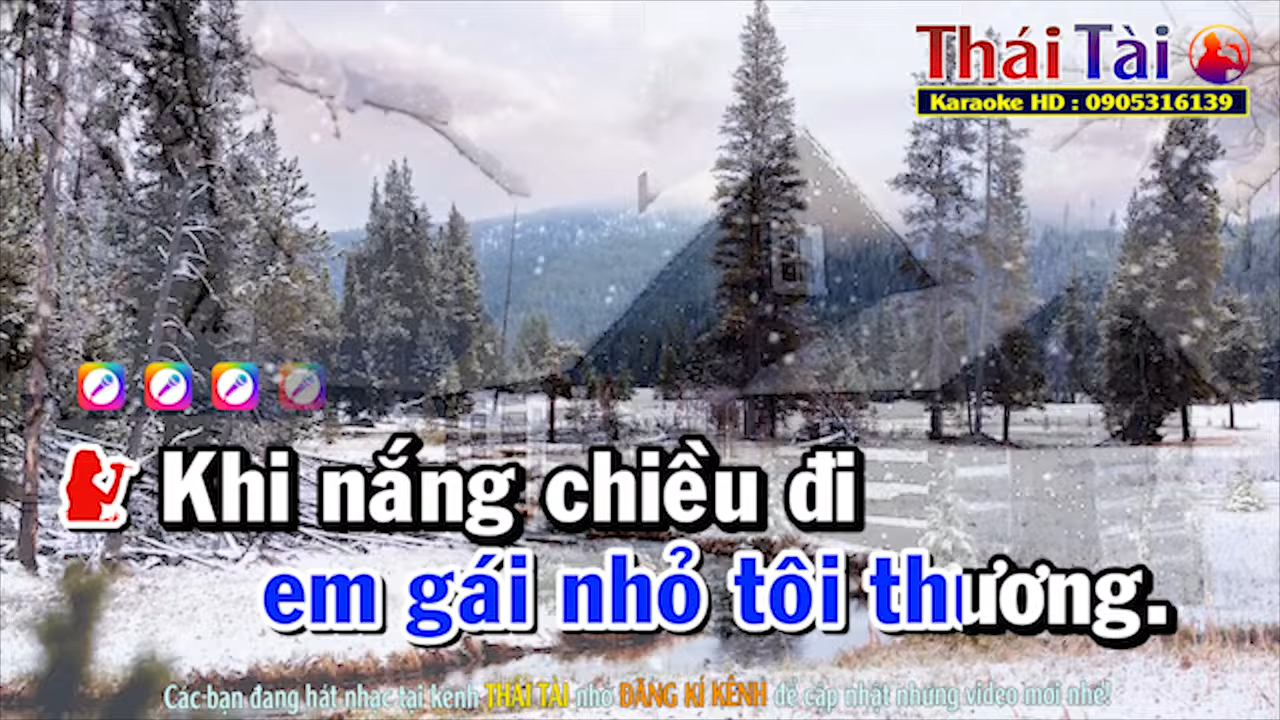 Thái Tài
Karaoke HD : 0905316139
Khi nắng chiều đi
em gái nhỏ tôi thương.
Các bạn đang hát nhạc tại kênh THÁI TÀI nhớ ĐĂNG KÍ KÊNH để cập nhật những video mới nhé!